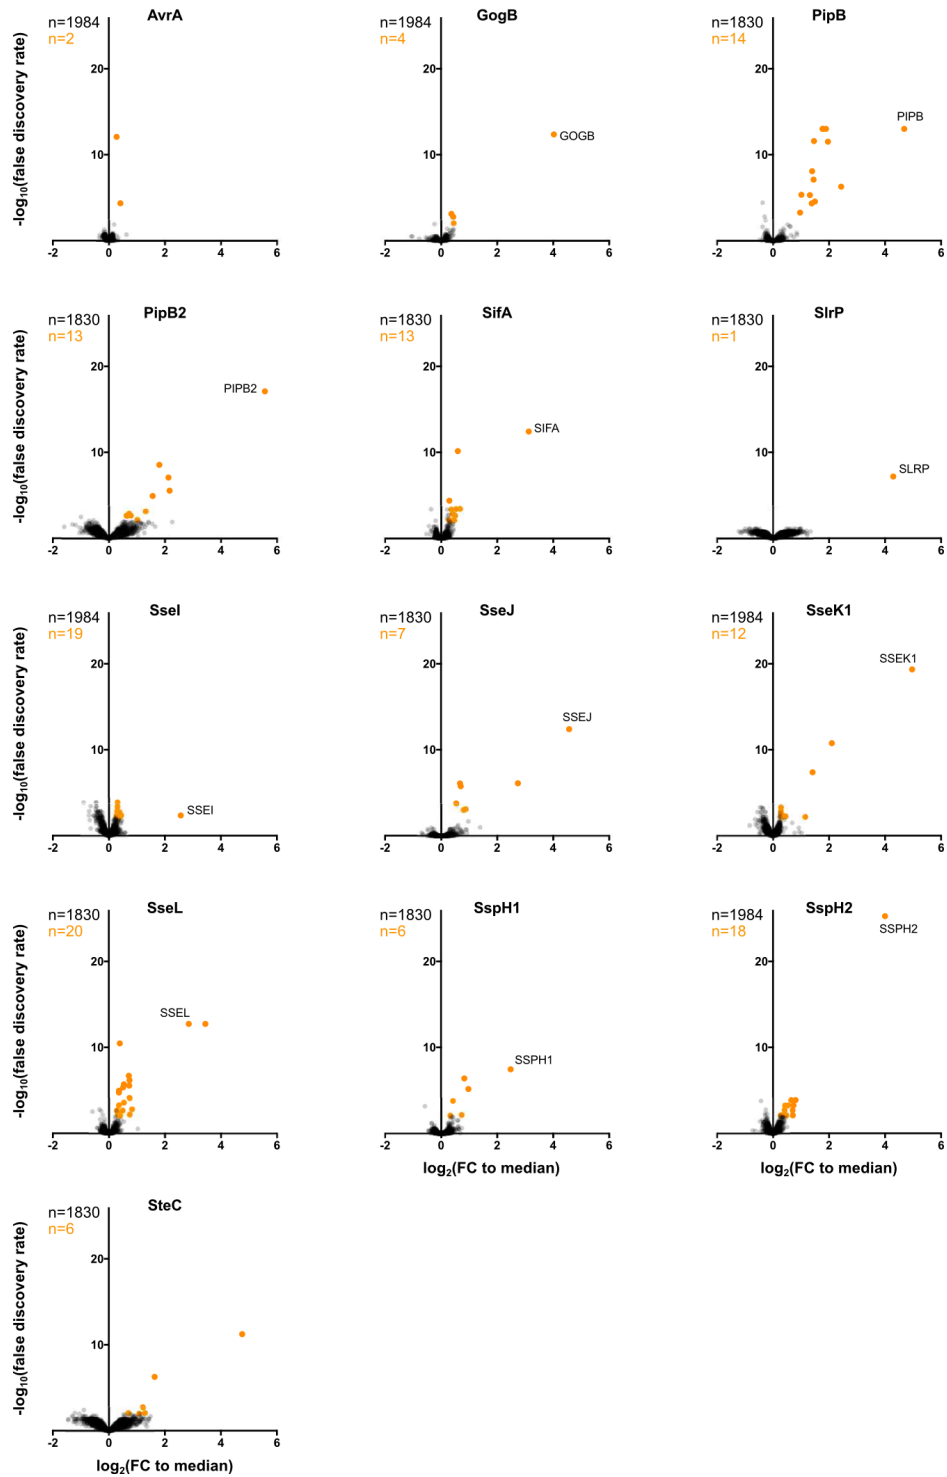 AvrA
n=1984
n=2
-log10(false discovery rate)
20
10
-2 0 2 4 6
GogB
n=1984
n=4
20
10
GOGB
-2 0 2 4 6
PipB
n=1830
n=14
20
10
PIPB
-2 0 2 4 6
PipB2
n=1830
n=13
-log10(false discovery rate)
20
10
PIPB2
-2 0 2 4 6
SifA
n=1830
n=13
20
10
SIFA
-2 0 2 4 6
SlrP
n=1830
n=1
20
10
SLRP
-2 0 2 4 6
SseI
n=1984
n=19
-log10(false discovery rate)
20
10
SSEI
-2 0 2 4 6
SseJ
n=1830
n=7
20
10
SSEJ
-2 0 2 4 6
SseK1
n=1984
n=12
20
10
SSEK1
-2 0 2 4 6
SseL
n=1830
n=20
-log10(false discovery rate)
20
10
SSEL
-2 0 2 4 6
SspH1
n=1830
n=6
20
10
SSPH1
-2 0 2 4 6
log2(FC to median)
SspH2
n=1984
n=18
20
10
SSPH2
-2 0 2 4 6
log2(FC to median)
SteC
n=1830
n=6
-log10(false discovery rate)
20
10
-2 0 2 4 6
log2(FC to median)